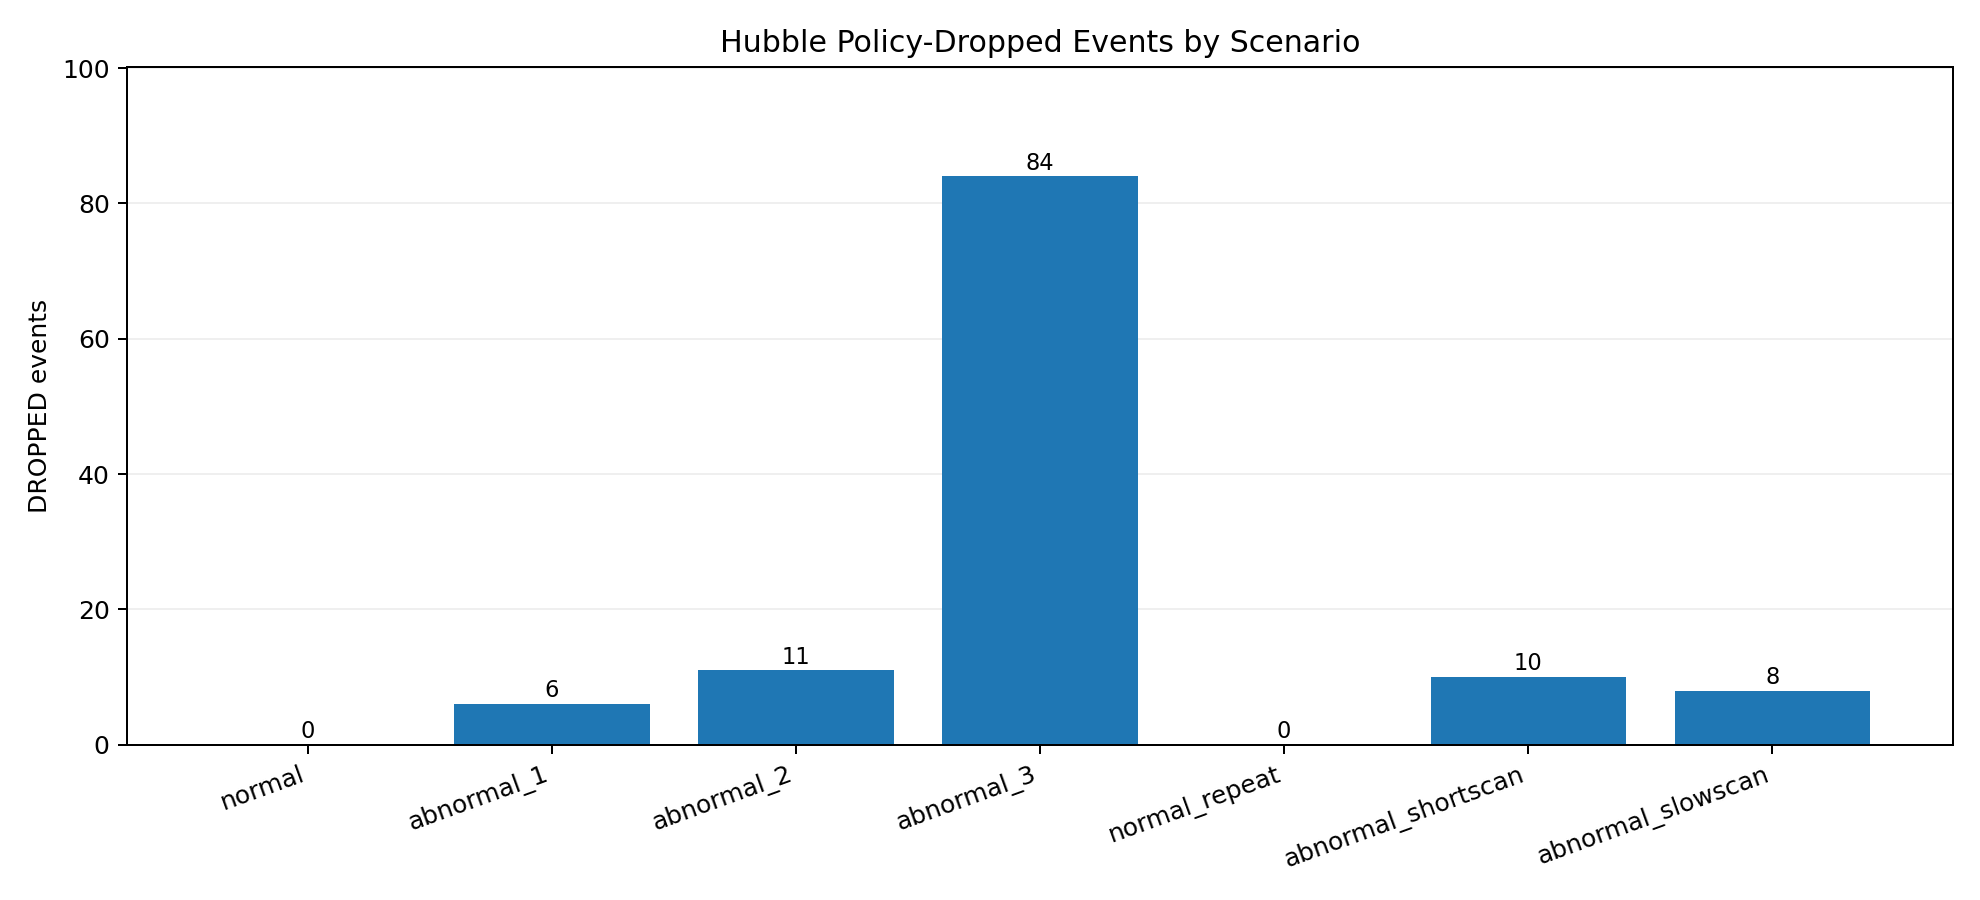 Hubble Policy-Dropped Events by Scenario
DROPPED events
100
80
60
40
20
0
0
6
11
84
0
10
8
normal
abnormal_1
abnormal_2
abnormal_3
normal_repeat
abnormal_shortscan
abnormal_slowscan